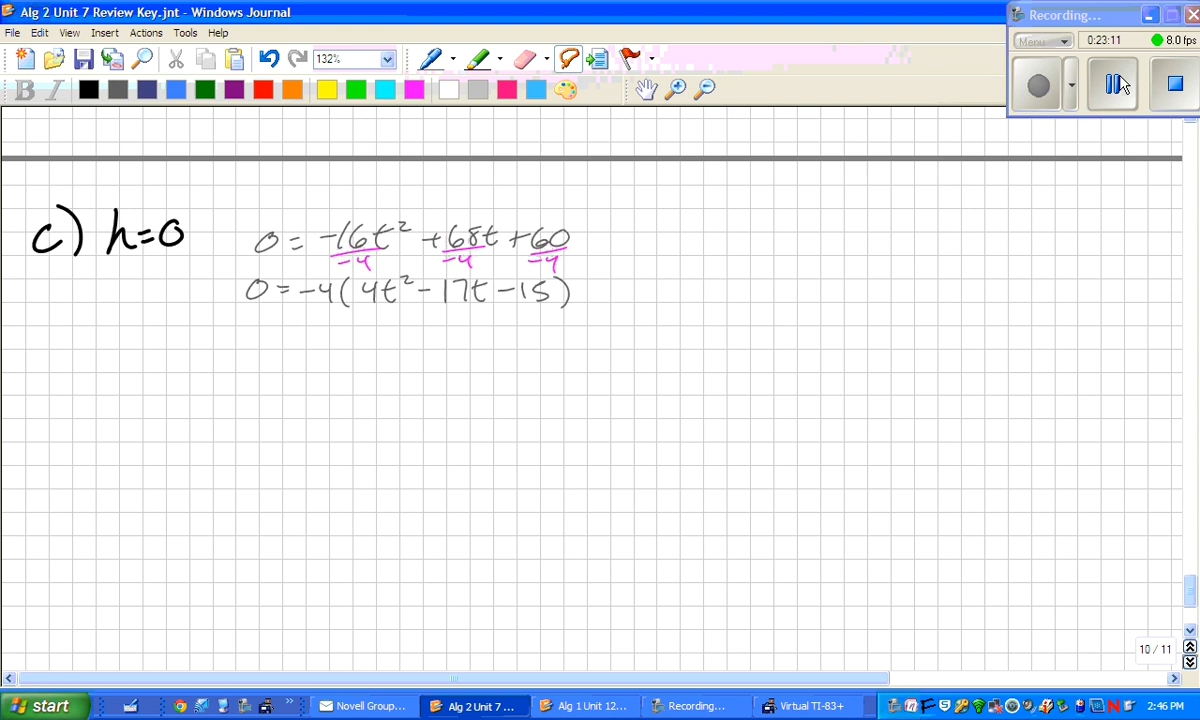 Alg 2 Unit 7 Review Key.jnt - Windows Journal
Recording...
File Edit View Insert Actions Tools Help
Menu 0:23:11 8.0 fps
132%
B I
c) h=0 0 = -16t² + 68t + 60
-4 -4 -4
0 = -4( 4t² - 17t - 15 )
10 / 11
start Novell Group... Alg 2 Unit 7 ... Alg 1 Unit 12... Recording... Virtual TI-83+ 2:46 PM